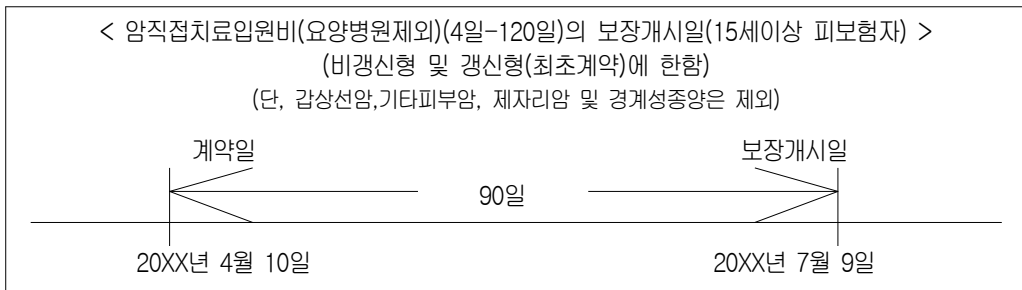 < 암직접치료입원비(요양병원제외)(4일-120일)의 보장개시일(15세이상 피보험자) >
(비갱신형 및 갱신형(최초계약)에 한함)
(단, 갑상선암,기타피부암, 제자리암 및 경계성종양은 제외)
계약일 보장개시일
90일
20XX년 4월 10일 20XX년 7월 9일